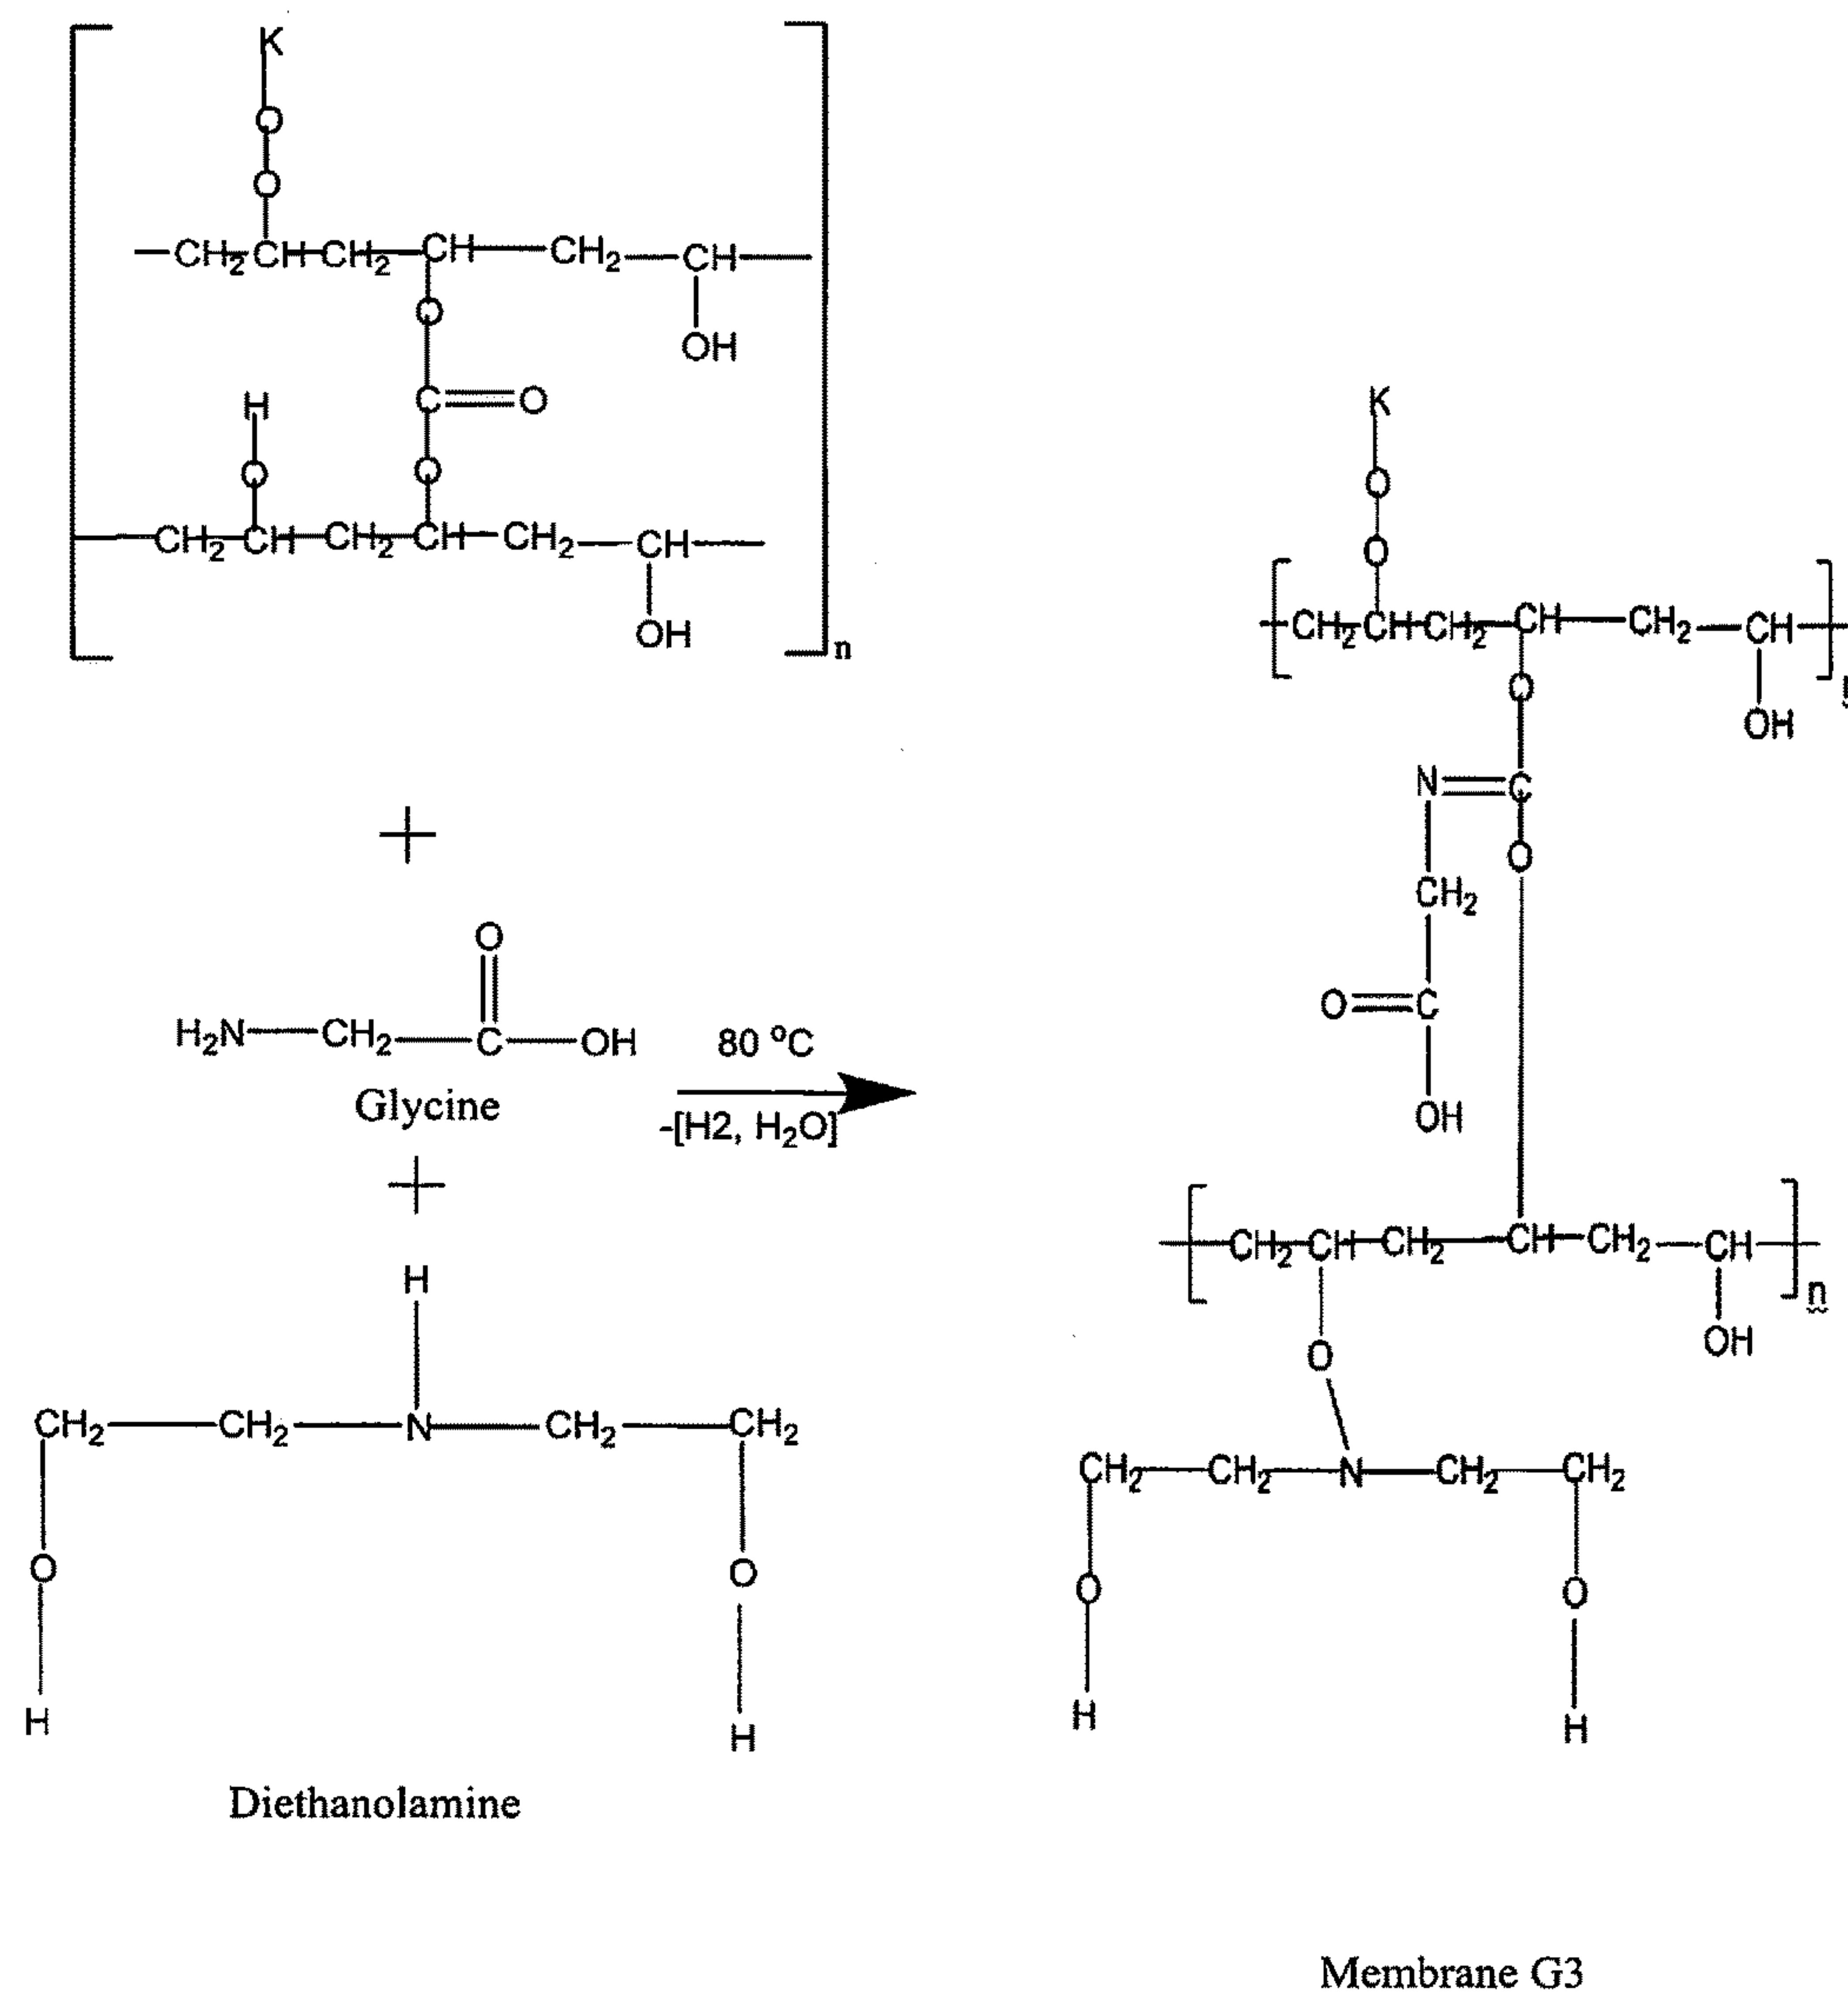 K
O
O
CH₂ CH CH₂ CH CH₂ CH
O
OH
C O
H
O
O
CH₂ CH CH₂ CH CH₂ CH
OH
n
+
O
H₂N CH₂ C OH
Glycine
+
H
CH₂ CH₂ N CH₂ CH₂
O O
H H
Diethanolamine
80 °C
-[H2, H₂O]
K
O
O
CH₂ CH CH₂ CH CH₂ CH
O
OH
N C
O
CH₂
O C
OH
CH₂ CH CH₂ CH CH₂ CH
n
OH
O
CH₂ CH₂ N CH₂ CH₂
O O
H H
Membrane G3